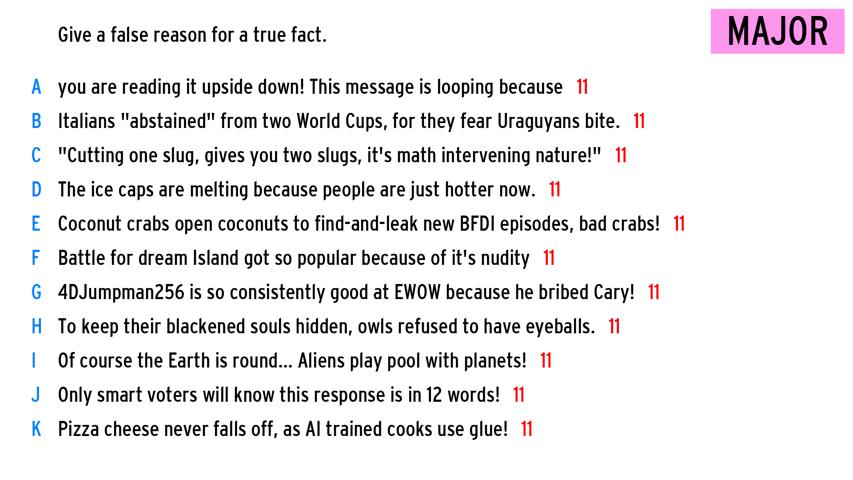 Give a false reason for a true fact.
MAJOR
A you are reading it upside down! This message is looping because 11
B Italians "abstained" from two World Cups, for they fear Uraguyans bite. 11
C "Cutting one slug, gives you two slugs, it's math intervening nature!" 11
D The ice caps are melting because people are just hotter now. 11
E Coconut crabs open coconuts to find-and-leak new BFDI episodes, bad crabs! 11
F Battle for dream Island got so popular because of it's nudity 11
G 4DJumpman256 is so consistently good at EWOW because he bribed Cary! 11
H To keep their blackened souls hidden, owls refused to have eyeballs. 11
I Of course the Earth is round... Aliens play pool with planets! 11
J Only smart voters will know this response is in 12 words! 11
K Pizza cheese never falls off, as AI trained cooks use glue! 11